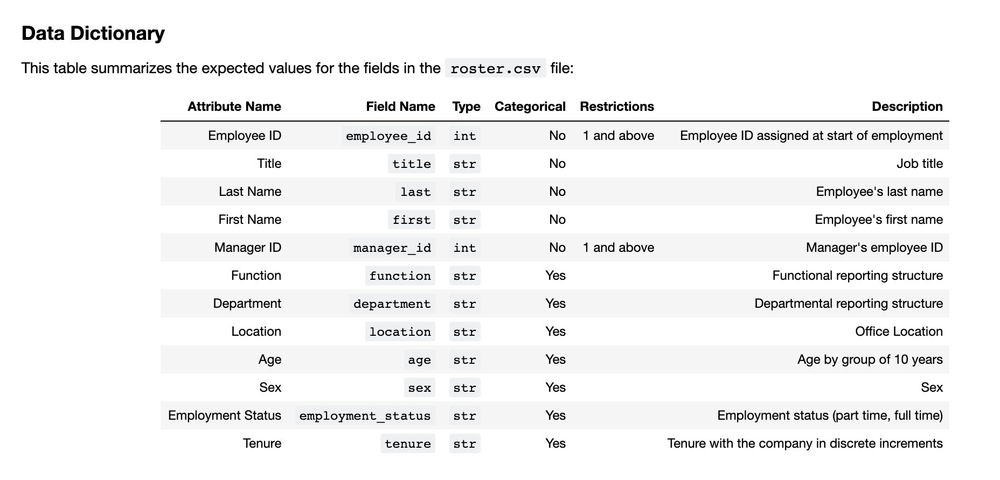 Data Dictionary
This table summarizes the expected values for the fields in the roster.csv file:
Attribute Name Field Name Type Categorical Restrictions Description
Employee ID employee_id int No 1 and above Employee ID assigned at start of employment
Title title str No Job title
Last Name last str No Employee's last name
First Name first str No Employee's first name
Manager ID manager_id int No 1 and above Manager's employee ID
Function function str Yes Functional reporting structure
Department department str Yes Departmental reporting structure
Location location str Yes Office Location
Age age str Yes Age by group of 10 years
Sex sex str Yes Sex
Employment Status employment_status str Yes Employment status (part time, full time)
Tenure tenure str Yes Tenure with the company in discrete increments